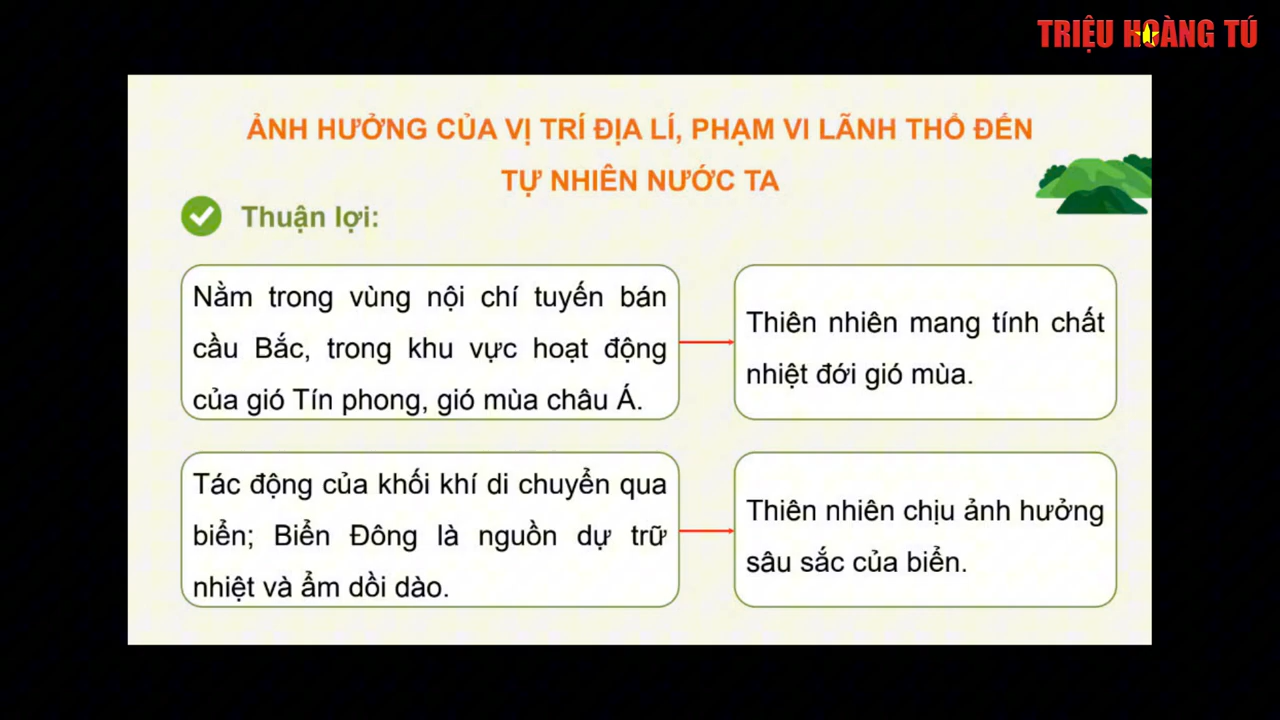 TRIỆU HOÀNG TÚ
ẢNH HƯỞNG CỦA VỊ TRÍ ĐỊA LÍ, PHẠM VI LÃNH THỔ ĐẾN
TỰ NHIÊN NƯỚC TA
Thuận lợi:
Nằm trong vùng nội chí tuyến bán
cầu Bắc, trong khu vực hoạt động
của gió Tín phong, gió mùa châu Á.
Thiên nhiên mang tính chất
nhiệt đới gió mùa.
Tác động của khối khí di chuyển qua
biển; Biển Đông là nguồn dự trữ
nhiệt và ẩm dồi dào.
Thiên nhiên chịu ảnh hưởng
sâu sắc của biển.